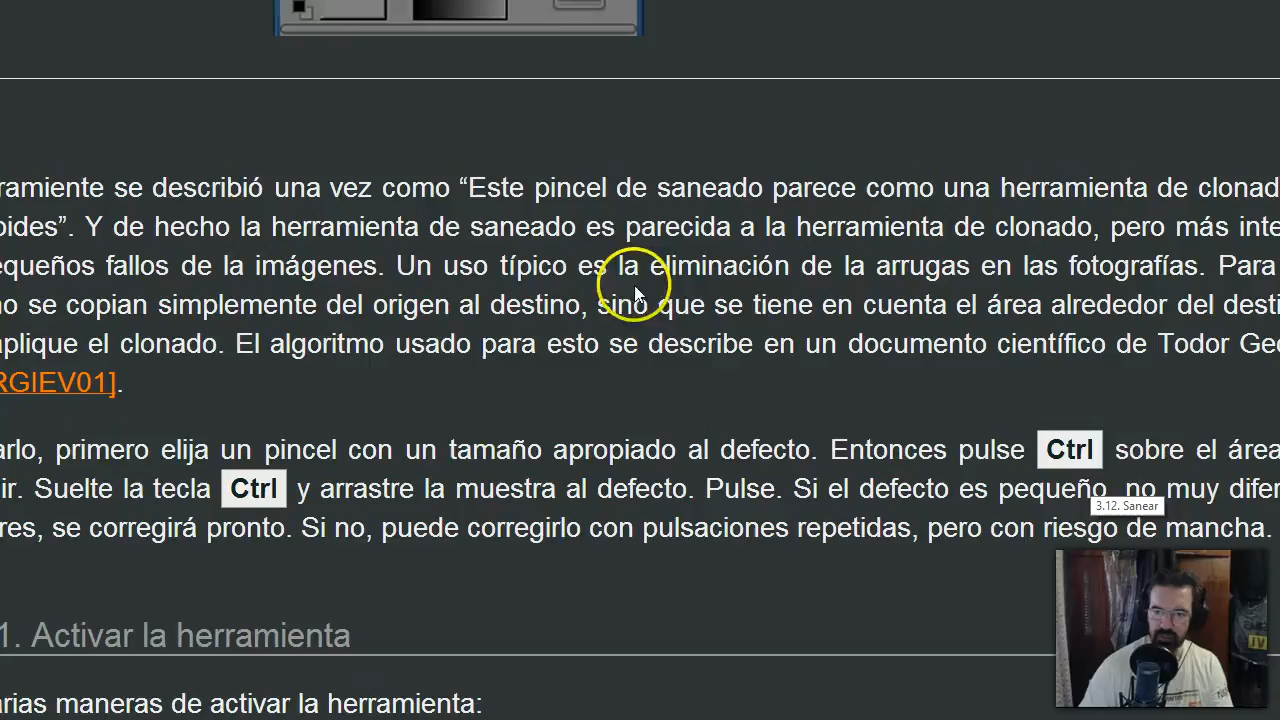 ramiente se describió una vez como “Este pincel de saneado parece como una herramienta de clonad
oides”. Y de hecho la herramienta de saneado es parecida a la herramienta de clonado, pero más inte
equeños fallos de la imágenes. Un uso típico es la eliminación de la arrugas en las fotografías. Para
no se copian simplemente del origen al destino, sino que se tiene en cuenta el área alrededor del desti
aplique el clonado. El algoritmo usado para esto se describe en un documento científico de Todor Geo
RGIEV01].
arlo, primero elija un pincel con un tamaño apropiado al defecto. Entonces pulse Ctrl sobre el área
ir. Suelte la tecla Ctrl y arrastre la muestra al defecto. Pulse. Si el defecto es pequeño, no muy difer
3.12. Sanear
res, se corregirá pronto. Si no, puede corregirlo con pulsaciones repetidas, pero con riesgo de mancha.
1. Activar la herramienta
arias maneras de activar la herramienta: